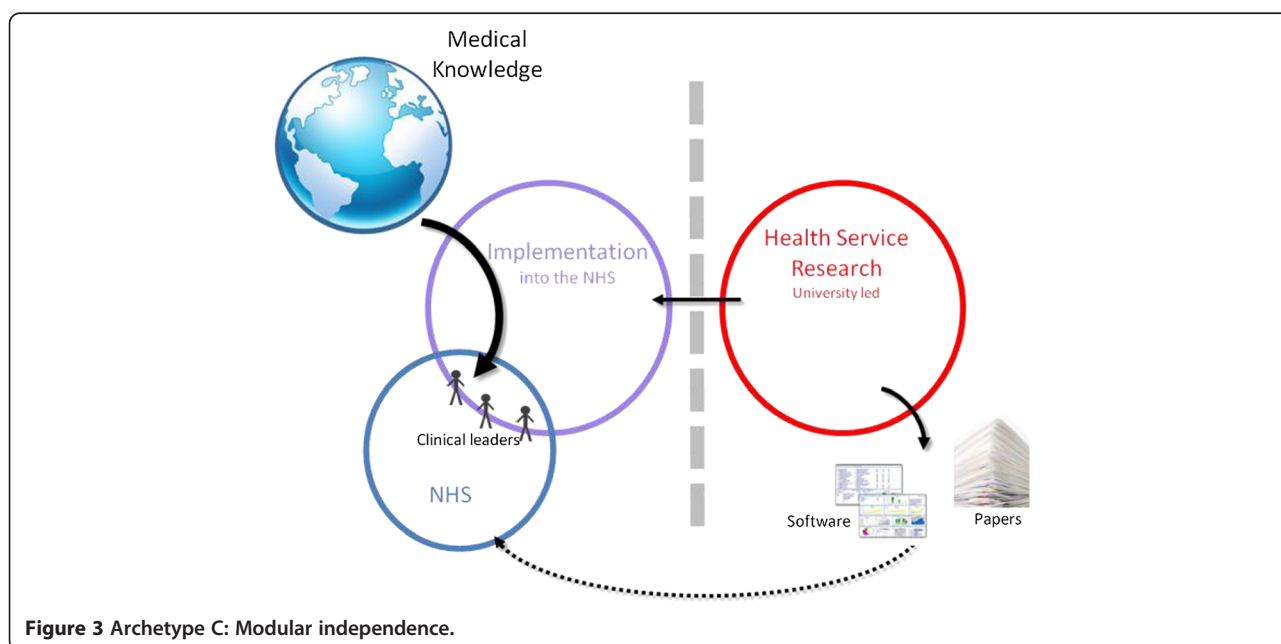 Medical
Knowledge
Implementation
into the NHS
Health Service
Research
University led
Clinical leaders
NHS
Software
Papers
Figure 3 Archetype C: Modular independence.